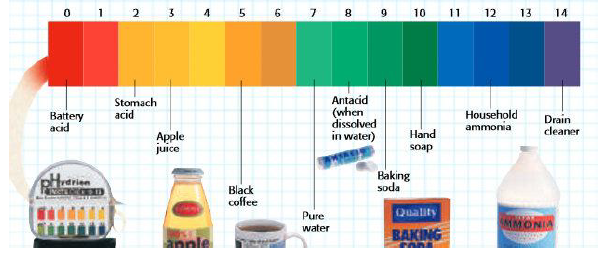 0 1 2 3 4 5 6 7 8 9 10 11 12 13 14
Battery
acid
Stomach
acid
Apple
juice
Black
coffee
Pure
water
Antacid
(when
dissolved
in water)
Baking
soda
Hand
soap
Household
ammonia
Drain
cleaner
pHydrion
apple
Quality
BAKING
SODA
AMMONIA